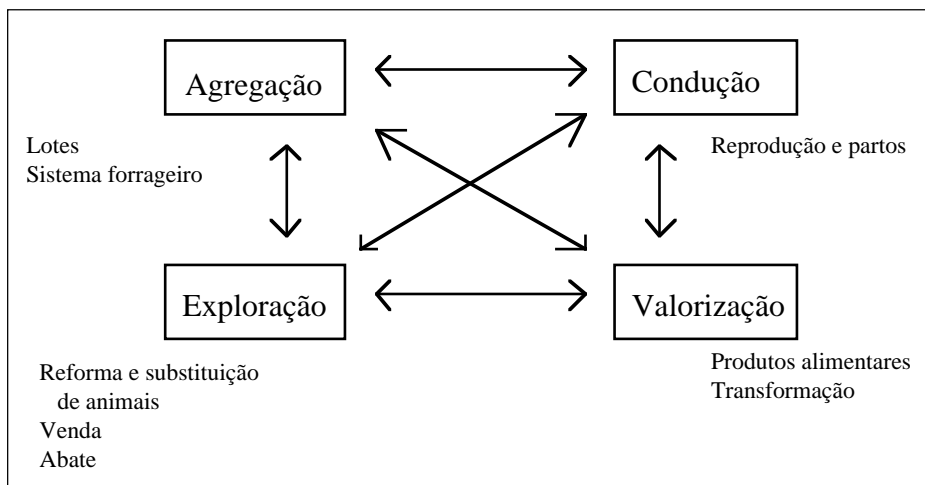 Agregação
Condução
Lotes
Sistema forrageiro
Reprodução e partos
Exploração
Valorização
Reforma e substituição
de animais
Venda
Abate
Produtos alimentares
Transformação